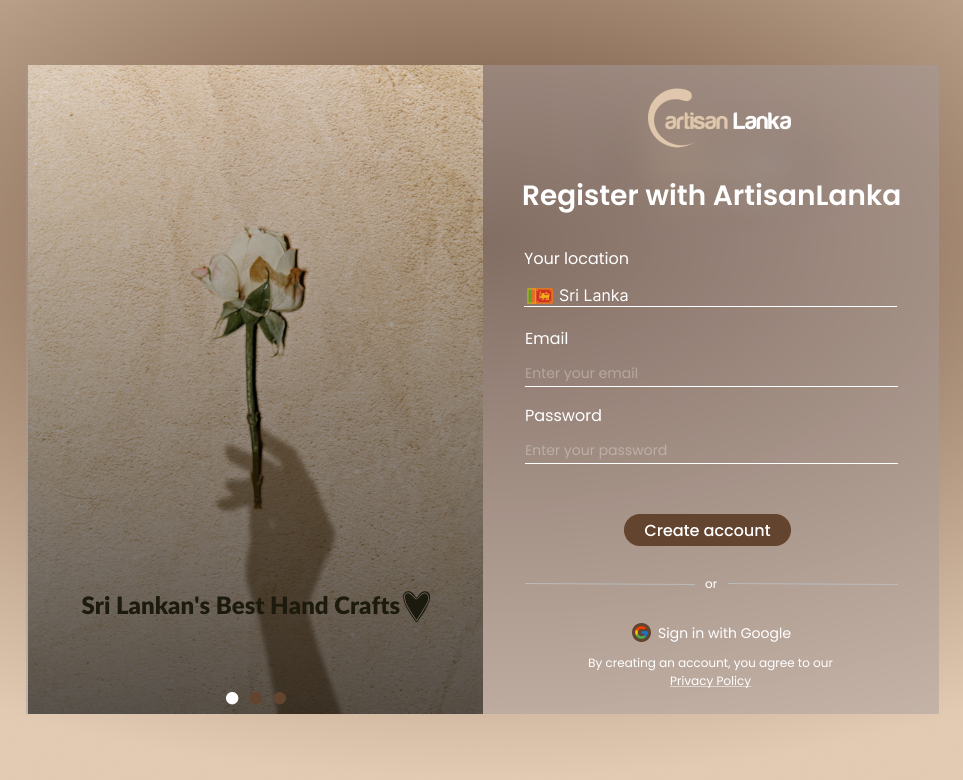 artisan Lanka
Register with ArtisanLanka
Your location
Sri Lanka
Email
Enter your email
Password
Enter your password
Create account
or
Sign in with Google
By creating an account, you agree to our
Privacy Policy
Sri Lankan's Best Hand Crafts